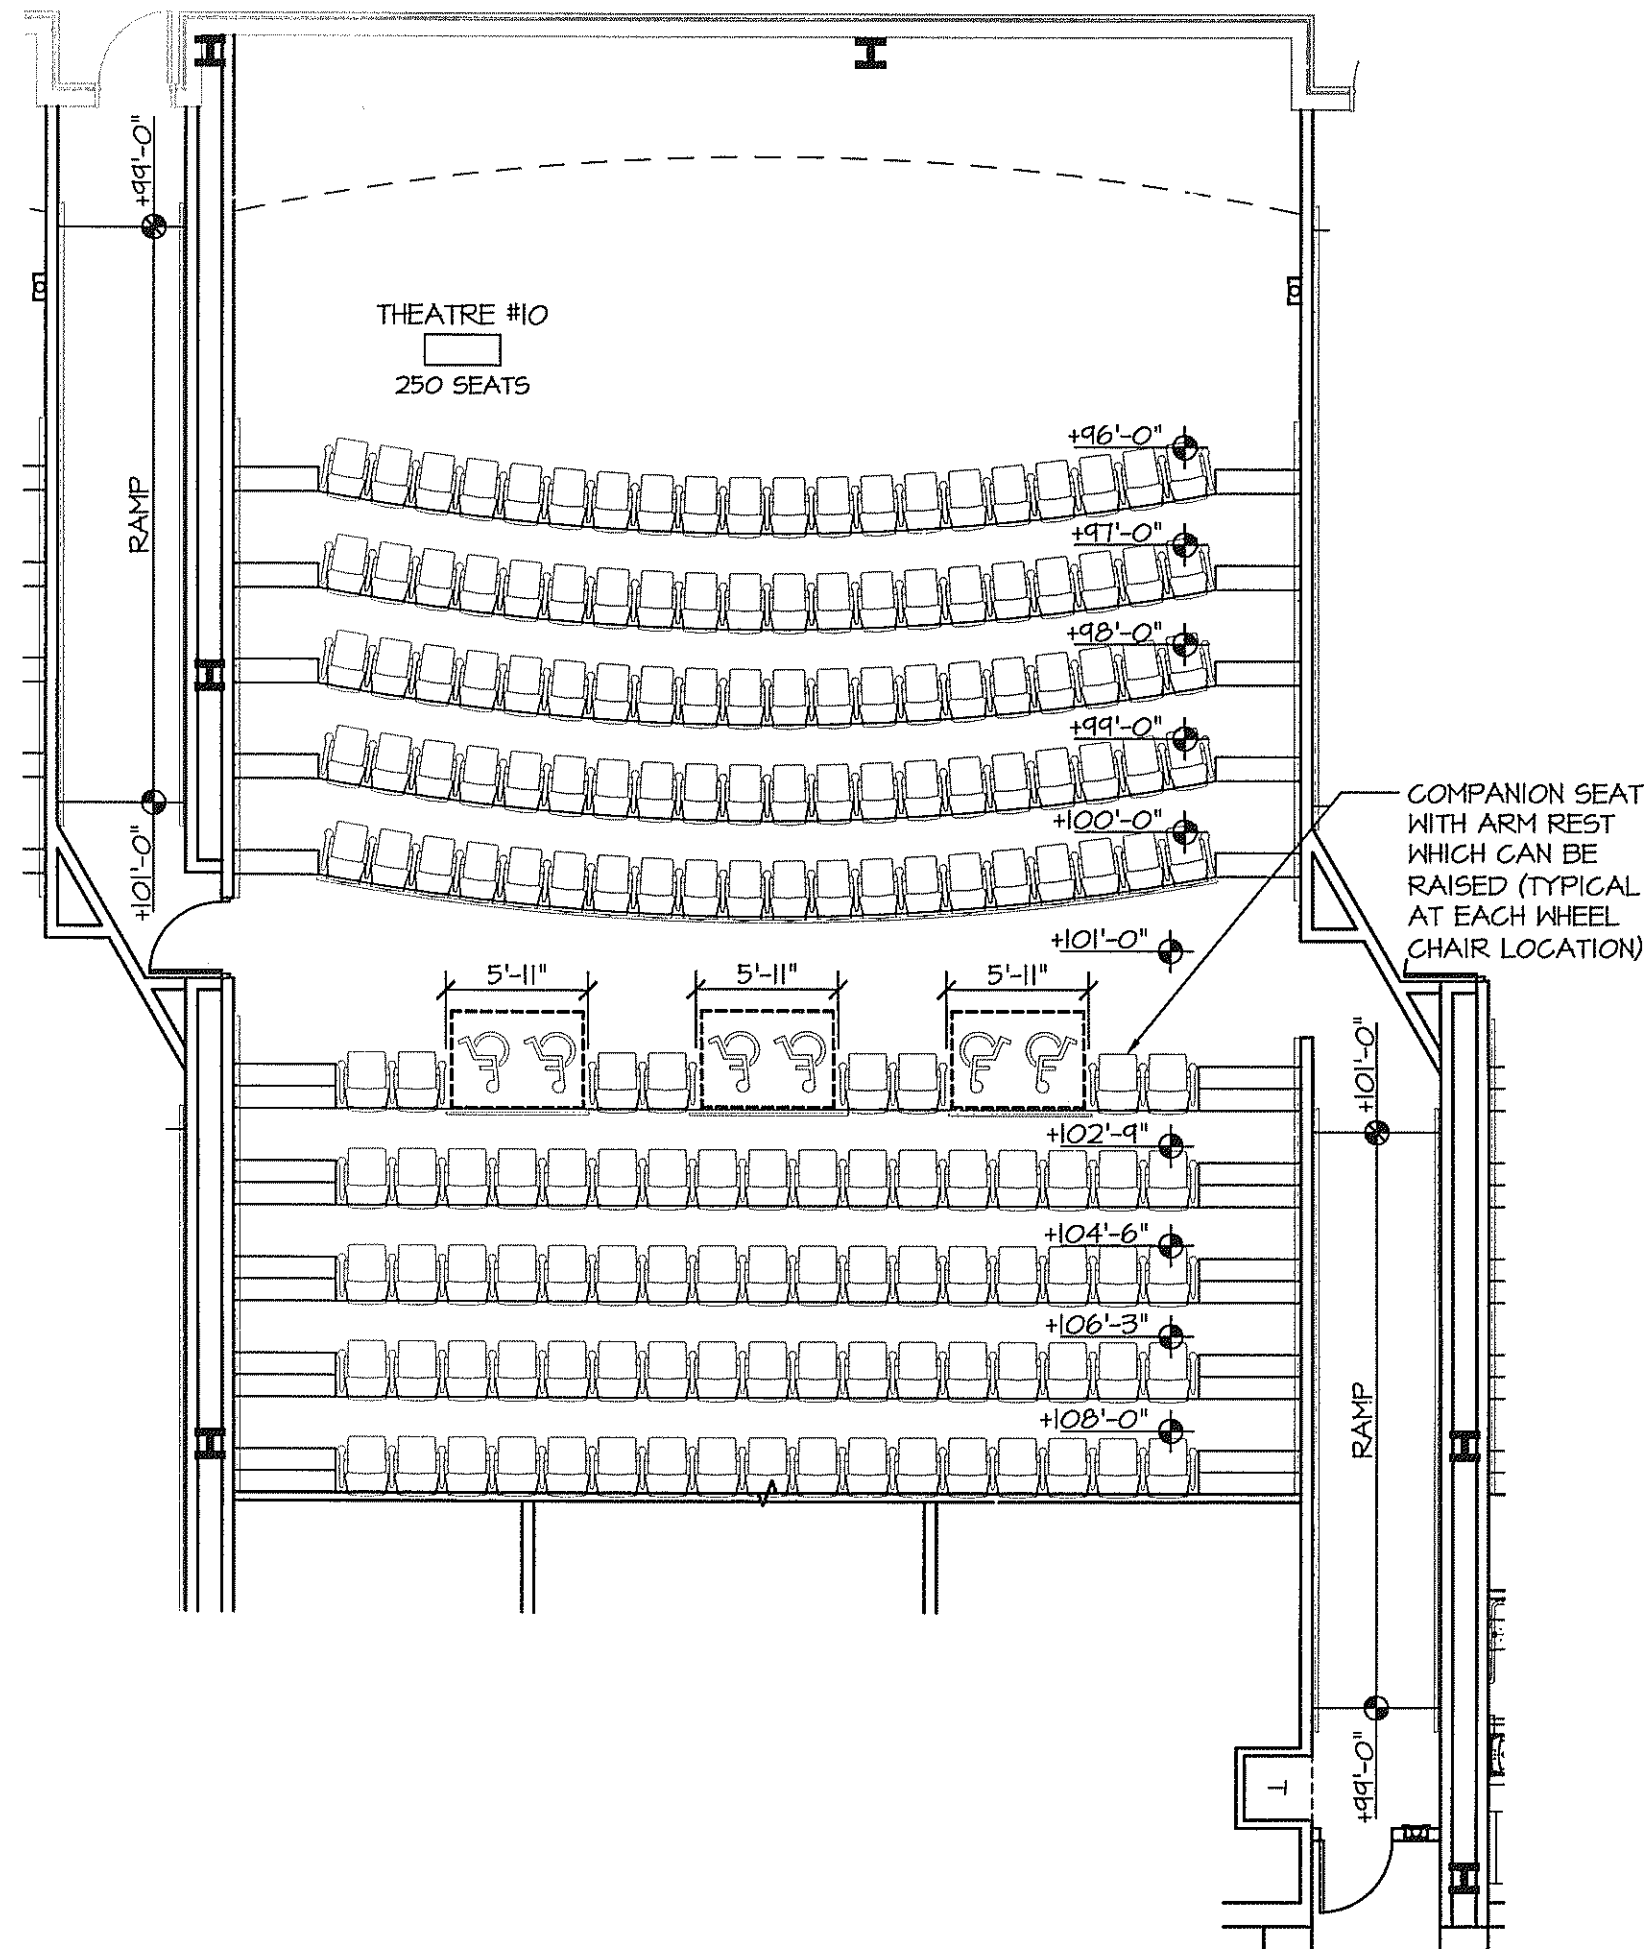 +99'-0"
THEATRE #10
250 SEATS
+96'-0"
RAMP
+97'-0"
+98'-0"
+99'-0"
COMPANION SEAT
WITH ARM REST
WHICH CAN BE
RAISED (TYPICAL
AT EACH WHEEL
CHAIR LOCATION)
+100'-0"
+101'-0"
+101'-0"
5'-11"
5'-11"
5'-11"
+101'-0"
+102'-9"
+104'-6"
+106'-3"
+108'-0"
RAMP
+99'-0"